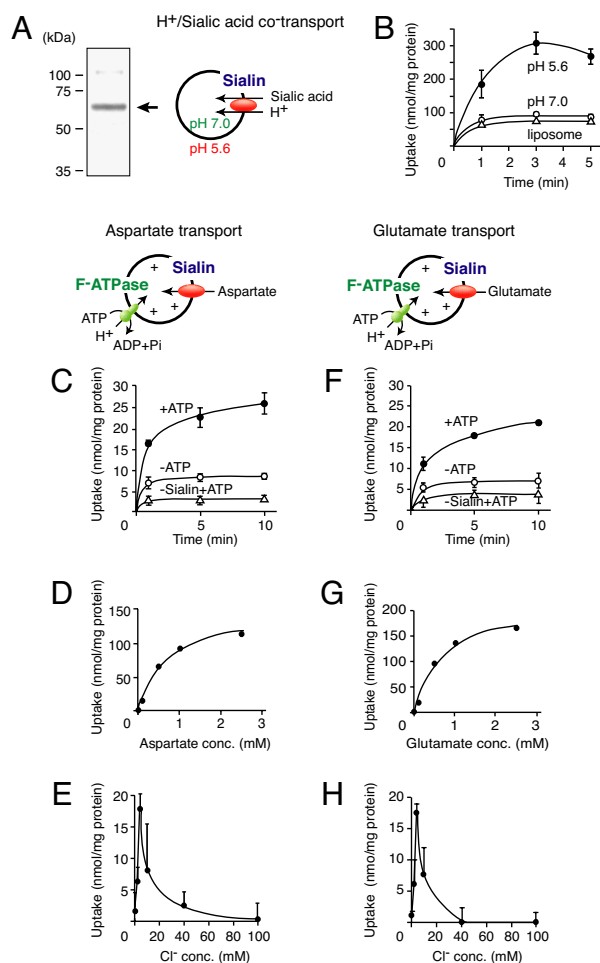 A
H+/Sialic acid co-transport
(kDa)
100
75
50
35
Sialin
Sialic acid
H+
pH 7.0
pH 5.6
B
Uptake (nmol/mg protein)
300
200
100
0
pH 5.6
pH 7.0
liposome
0 1 3 5
Time (min)
Aspartate transport
F-ATPase
Sialin
+
+
+
Aspartate
ATP
H+
ADP+Pi
Glutamate transport
F-ATPase
Sialin
+
+
+
Glutamate
ATP
H+
ADP+Pi
C
Uptake (nmol/mg protein)
30
25
20
15
10
5
+ATP
-ATP
-Sialin+ATP
0 5 10
Time (min)
F
Uptake (nmol/mg protein)
30
25
20
15
10
5
+ATP
-ATP
-Sialin+ATP
0 5 10
Time (min)
D
Uptake (nmol/mg protein)
150
100
50
0 1 2 3
Aspartate conc. (mM)
G
Uptake (nmol/mg protein)
200
150
100
50
0 1 2 3
Glutamate conc. (mM)
E
Uptake (nmol/mg protein)
20
15
10
5
0 20 40 60 80 100
Cl- conc. (mM)
H
Uptake (nmol/mg protein)
20
15
10
5
0 20 40 60 80 100
Cl- conc. (mM)